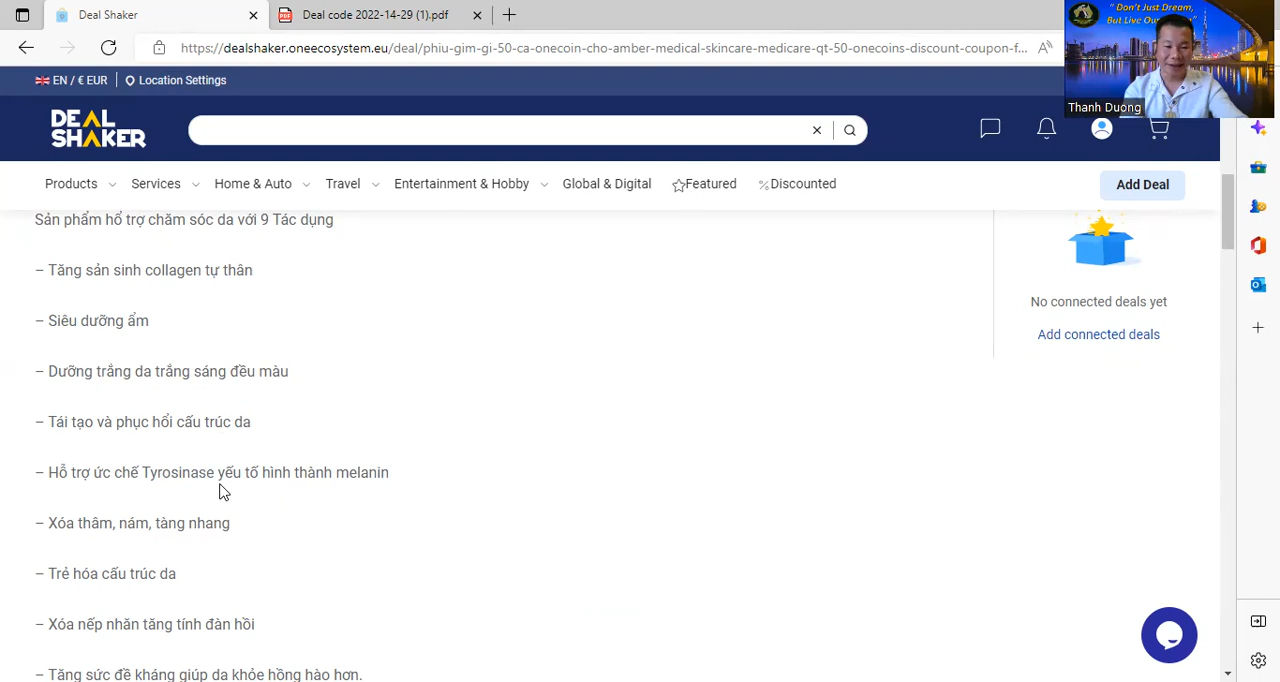 Deal Shaker
Deal code 2022-14-29 (1).pdf
https://dealshaker.oneecosystem.eu/deal/phiu-gim-gi-50-ca-onecoin-cho-amber-medical-skincare-medicare-qt-50-onecoins-discount-coupon-f...
EN / € EUR
Location Settings
DEAL
SHAKER
Products
Services
Home & Auto
Travel
Entertainment & Hobby
Global & Digital
Featured
Discounted
Add Deal
Sản phẩm hổ trợ chăm sóc da với 9 Tác dụng
– Tăng sản sinh collagen tự thân
– Siêu dưỡng ẩm
– Dưỡng trắng da trắng sáng đều màu
– Tái tạo và phục hổi cấu trúc da
– Hỗ trợ ức chế Tyrosinase yếu tố hình thành melanin
– Xóa thâm, nám, tàng nhang
– Trẻ hóa cấu trúc da
– Xóa nếp nhăn tăng tính đàn hồi
– Tăng sức đề kháng giúp da khỏe hồng hào hơn.
No connected deals yet
Add connected deals
" Don't Just Dream,
But Live Ou
Thanh Duong